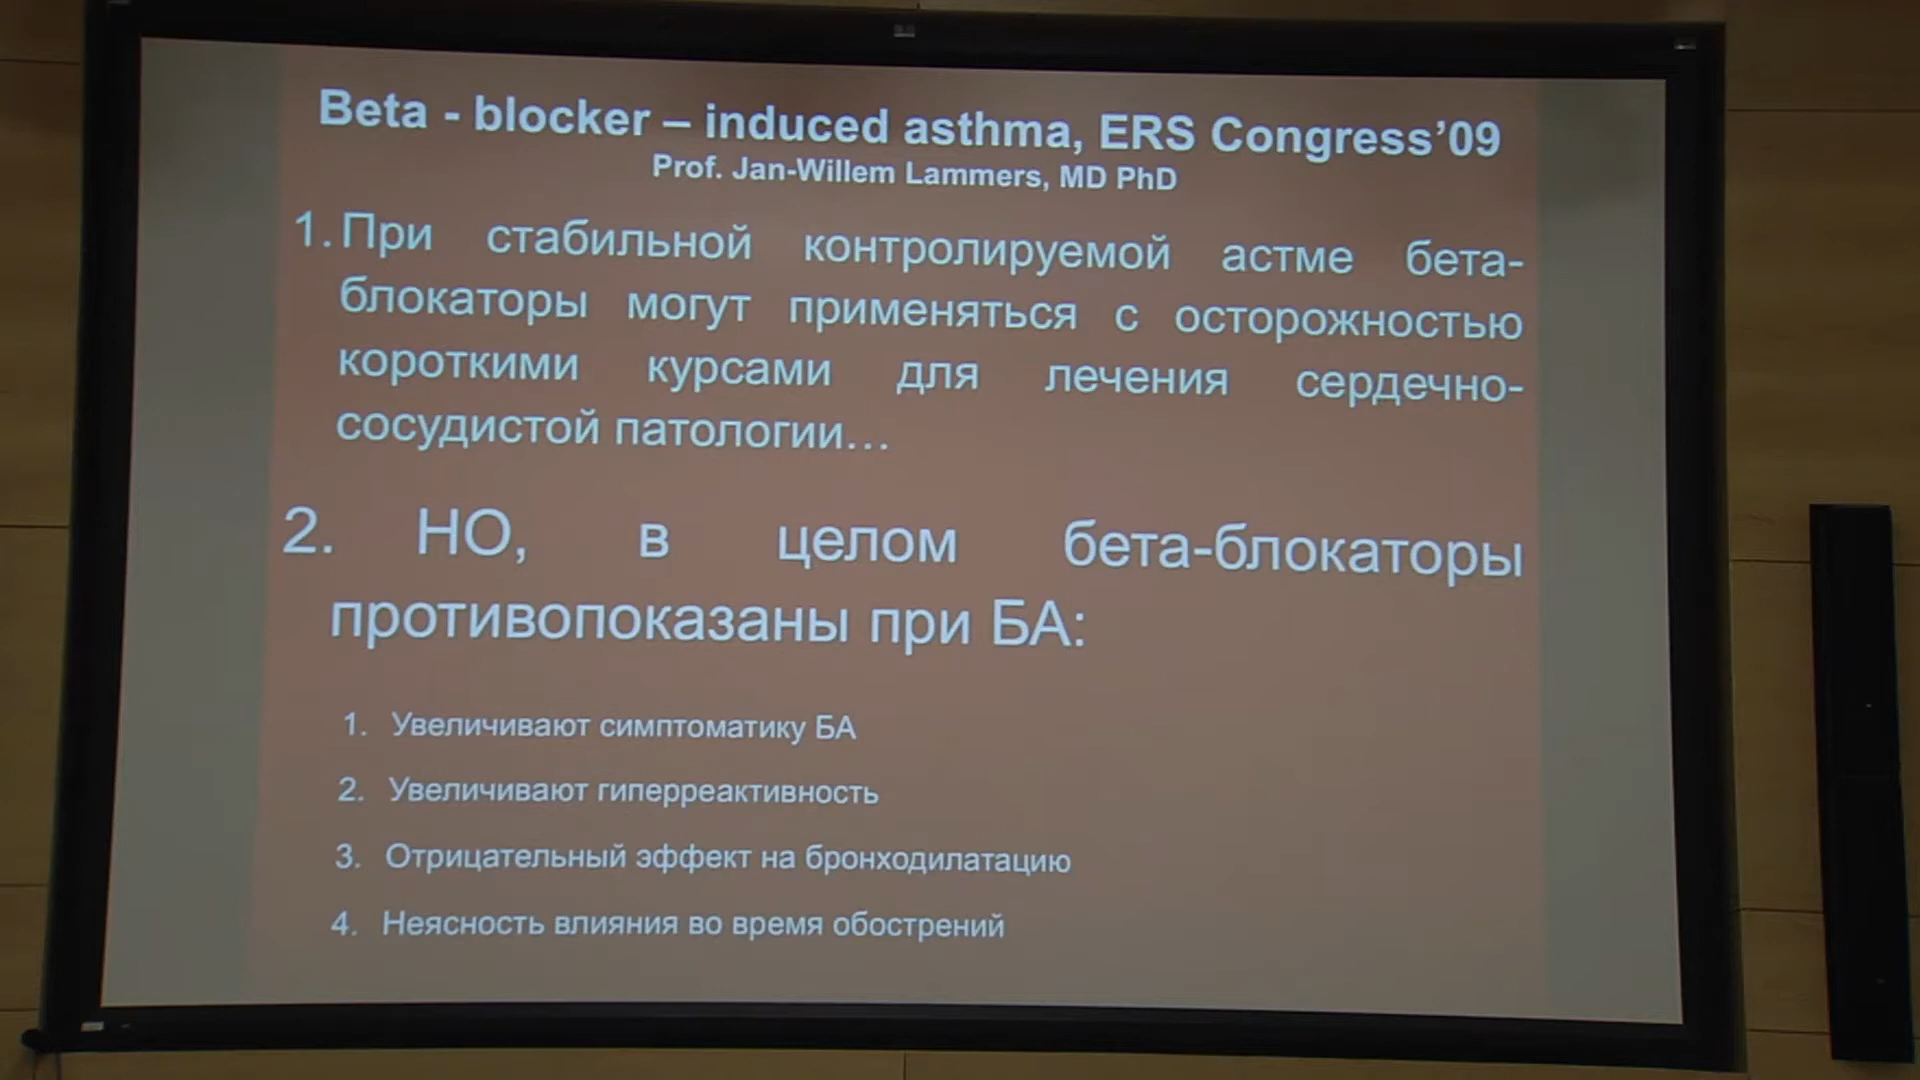 Beta - blocker – induced asthma, ERS Congress’09
Prof. Jan-Willem Lammers, MD PhD
1. При стабильной контролируемой астме бета-
блокаторы могут применяться с осторожностью
короткими курсами для лечения сердечно-
сосудистой патологии…
2. НО, в целом бета-блокаторы
противопоказаны при БА:
1. Увеличивают симптоматику БА
2. Увеличивают гиперреактивность
3. Отрицательный эффект на бронходилатацию
4. Неясность влияния во время обострений